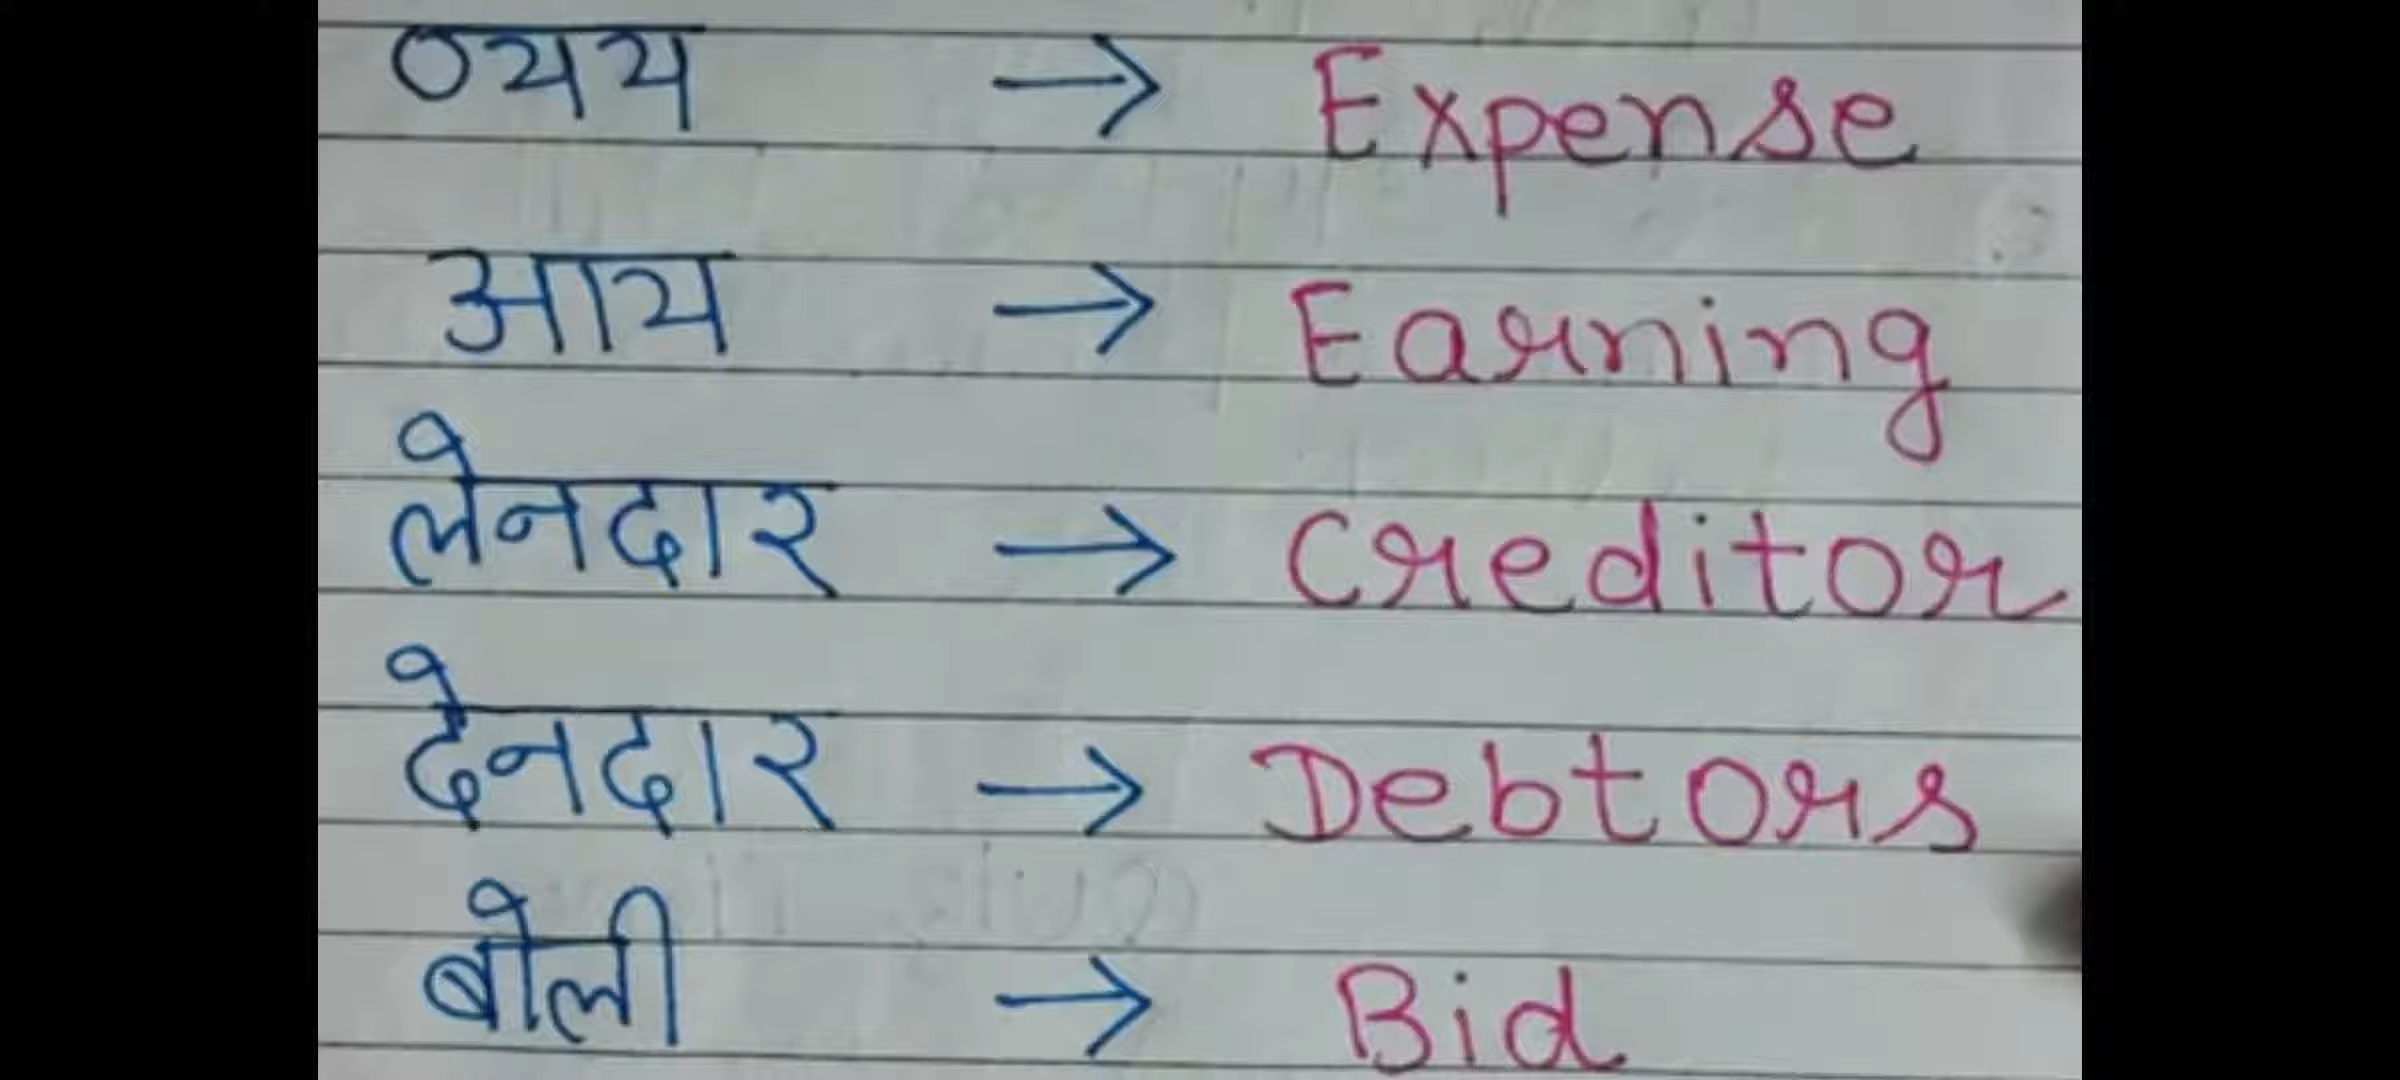 व्यय → Expense
आय → Earning
लेनदार → Creditor
देनदार → Debtors
बोली → Bid